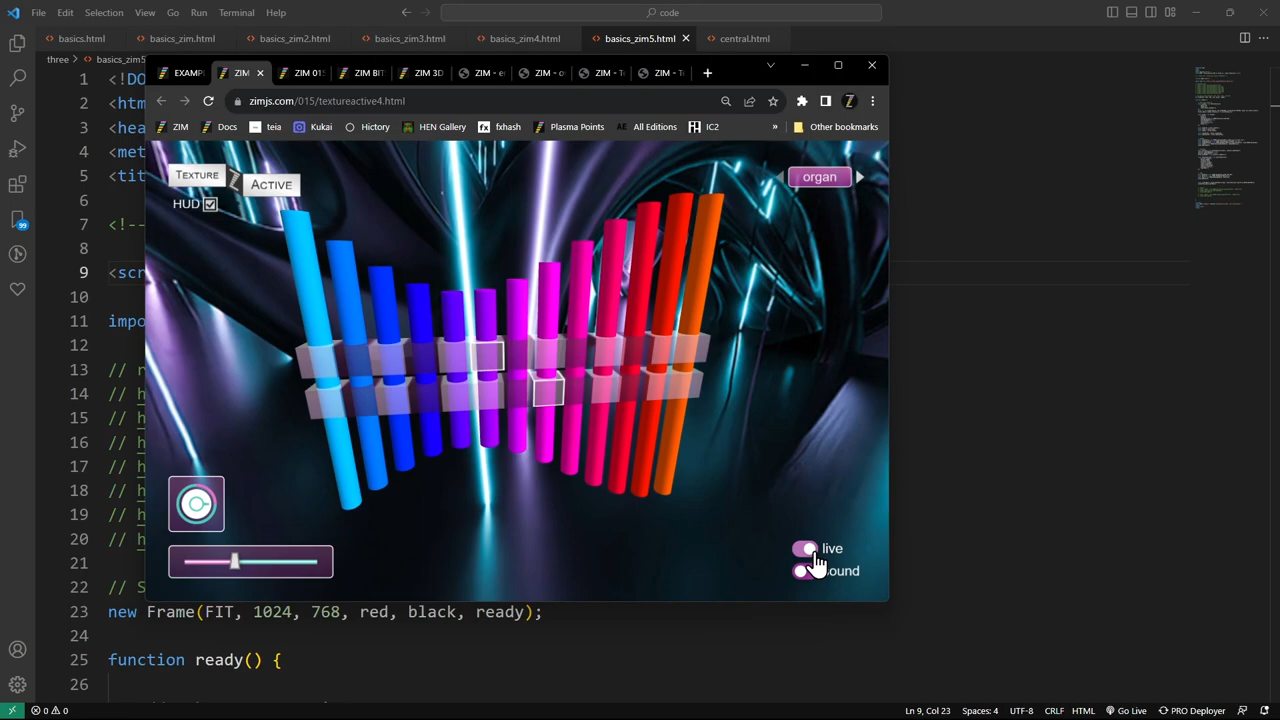 File Edit Selection View Go Run Terminal Help
code
basics.html basics_zim.html basics_zim2.html basics_zim3.html basics_zim4.html basics_zim5.html central.html
three > basics_zim5
EXAMP ZIM ZIM 01 ZIM BIT ZIM 3D ZIM - ZIM - ZIM - ZIM -
zimjs.com/015/textureactive4.html
ZIM Docs teia Kukai Hictory HEN Gallery fxhash Plasma Points All Editions IC2 » Other bookmarks
TEXTURE
ACTIVE
HUD
organ
live
sound
1 <!DO
2 <htm
3 <hea
4 <met
5 <tit
6
7 <!--
8
9 <scr
10
11 impo
12
13 // r
14 // h
15 // h
16 // h
17 // h
18 // h
19 // h
20 // h
21
22 // S
23 new Frame(FIT, 1024, 768, red, black, ready);
24
25 function ready() {
26
99
0 0
Ln 9, Col 23 Spaces: 4 UTF-8 CRLF HTML Go Live PRO Deployer